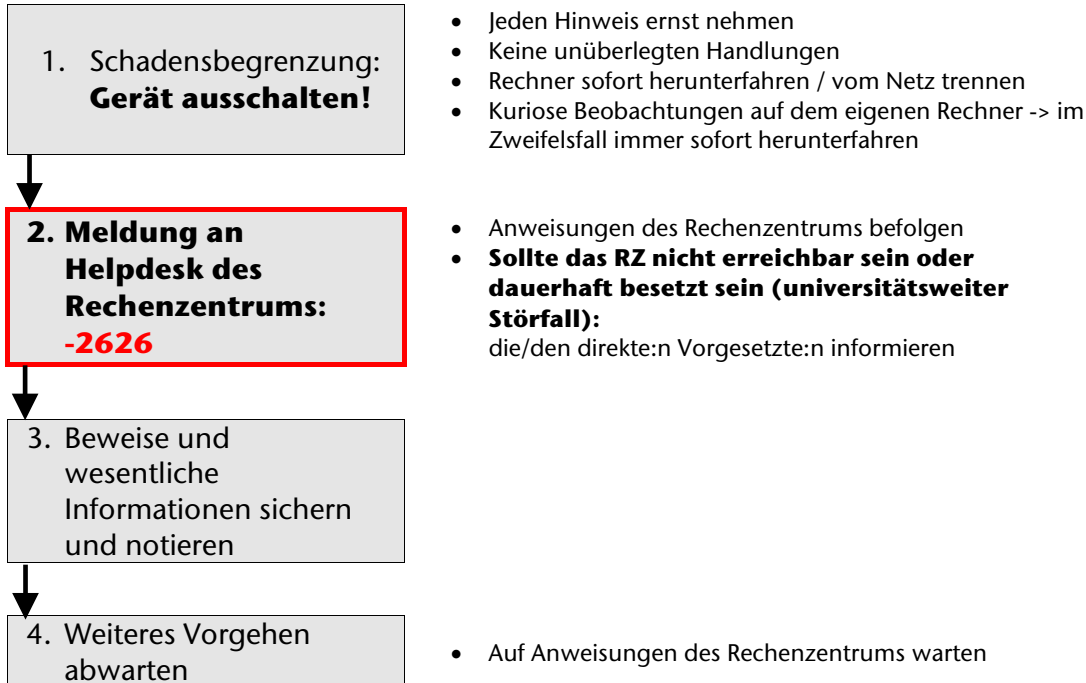 1. Schadensbegrenzung:
Gerät ausschalten!
• Jeden Hinweis ernst nehmen
• Keine unüberlegten Handlungen
• Rechner sofort herunterfahren / vom Netz trennen
• Kuriose Beobachtungen auf dem eigenen Rechner -> im
Zweifelsfall immer sofort herunterfahren
2. Meldung an
Helpdesk des
Rechenzentrums:
-2626
• Anweisungen des Rechenzentrums befolgen
• Sollte das RZ nicht erreichbar sein oder
dauerhaft besetzt sein (universitätsweiter
Störfall):
die/den direkte:n Vorgesetzte:n informieren
3. Beweise und
wesentliche
Informationen sichern
und notieren
4. Weiteres Vorgehen
abwarten
• Auf Anweisungen des Rechenzentrums warten